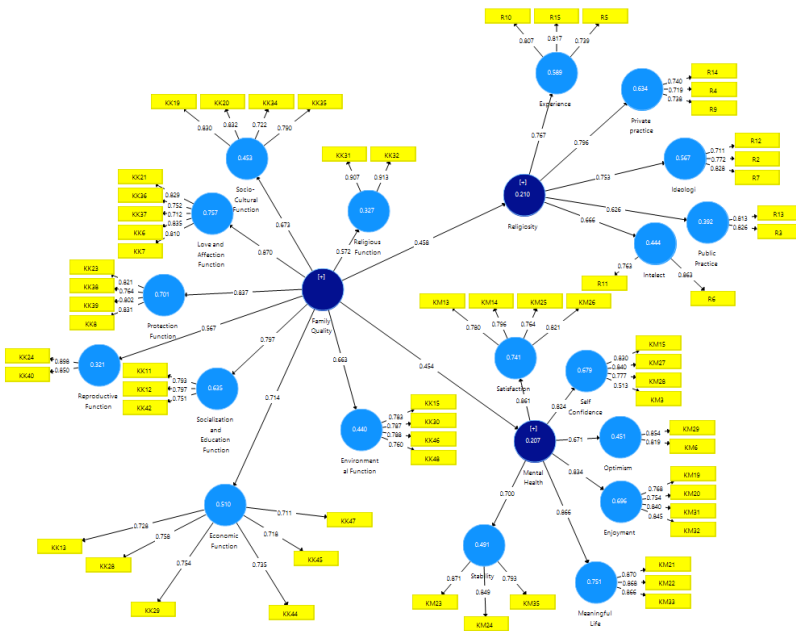 R10
R15
R5
0.807
0.817
0.739
0.589
Experience
R14
R4
R9
0.740
0.719
0.738
0.634
Private
practice
KK19
KK20
KK34
KK35
0.830
0.832
0.722
0.790
0.453
Socio-
Cultural
Function
KK31
KK32
0.907
0.913
0.327
Religious
Function
R12
R2
R7
0.711
0.772
0.828
0.567
Ideologi
R13
R3
0.813
0.826
0.392
Public
Practice
0.444
Intelect
R11
R6
0.763
0.863
[+]
0.210
Religiosity
0.767
0.796
0.753
0.626
0.666
KK21
KK36
KK37
KK6
KK7
0.829
0.752
0.712
0.835
0.810
0.757
Love and
Affection
Function
KK23
KK38
KK39
KK8
0.821
0.764
0.802
0.831
0.701
Protection
Function
[+]
Family
Quality
0.673
0.572
0.870
0.837
0.567
0.797
0.714
0.663
0.458
0.454
KK24
KK40
0.898
0.850
0.321
Reproductive
Function
KK11
KK12
KK42
0.793
0.797
0.751
0.635
Socialization
and
Education
Function
0.440
Environment
al Function
0.783
0.787
0.788
0.760
KK15
KK30
KK46
KK48
KM13
KM14
KM25
KM26
0.780
0.796
0.764
0.821
0.741
Satisfaction
0.679
Self
Confidence
0.830
0.840
0.777
0.513
KM15
KM27
KM28
KM3
[+]
0.207
Mental
Health
0.861
0.824
0.671
0.834
0.866
0.700
0.451
Optimism
0.854
0.819
KM29
KM6
0.696
Enjoyment
0.768
0.754
0.840
0.845
KM19
KM20
KM31
KM32
0.510
Economic
Function
0.728
0.758
0.754
0.735
0.718
0.711
KK13
KK28
KK29
KK44
KK45
KK47
0.491
Stability
0.871
0.849
0.793
KM23
KM24
KM35
0.751
Meaningful
Life
0.870
0.868
0.866
KM21
KM22
KM33